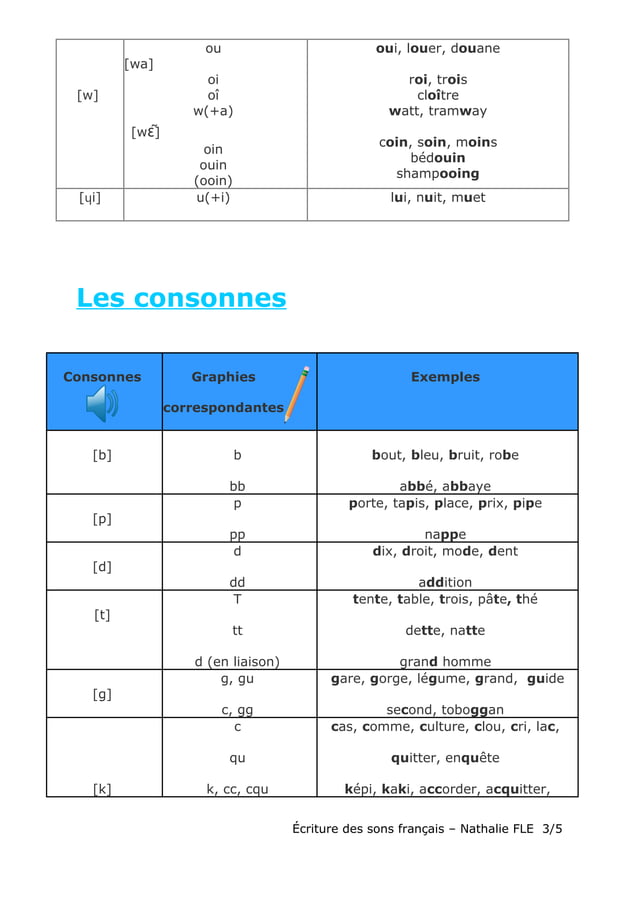 ou oui, louer, douane
[wa]
oi roi, trois
[w] oî cloître
w(+a) watt, tramway
[wɛ̃]
coin, soin, moins
oin
bédouin
ouin
shampooing
(ooin)
[ɥi] u(+i) lui, nuit, muet
Les consonnes
Consonnes Graphies Exemples
correspondantes
[b] b bout, bleu, bruit, robe
bb abbé, abbaye
p porte, tapis, place, prix, pipe
[p]
pp nappe
d dix, droit, mode, dent
[d]
dd addition
T tente, table, trois, pâte, thé
[t]
tt dette, natte
d (en liaison) grand homme
g, gu gare, gorge, légume, grand, guide
[g]
c, gg second, toboggan
c cas, comme, culture, clou, cri, lac,
qu quitter, enquête
[k] k, cc, cqu képi, kaki, accorder, acquitter,
Écriture des sons français – Nathalie FLE 3/5